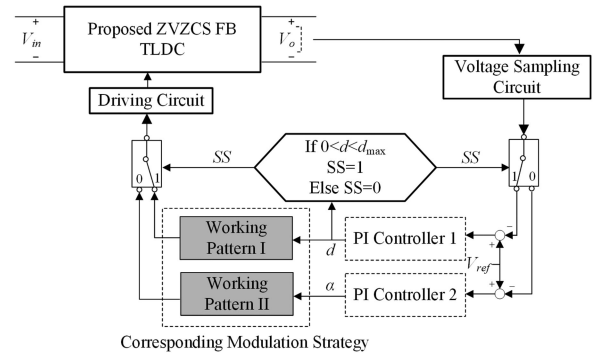 +
V_in
−
Proposed ZVZCS FB
TLDC
+
V_o
−
Voltage Sampling
Circuit
Driving Circuit
0 1
SS
If 0<d<d_max
SS=1
Else SS=0
SS
1 0
Working
Pattern I
d
PI Controller 1
−
+
V_ref
Working
Pattern II
α
PI Controller 2
+
−
Corresponding Modulation Strategy